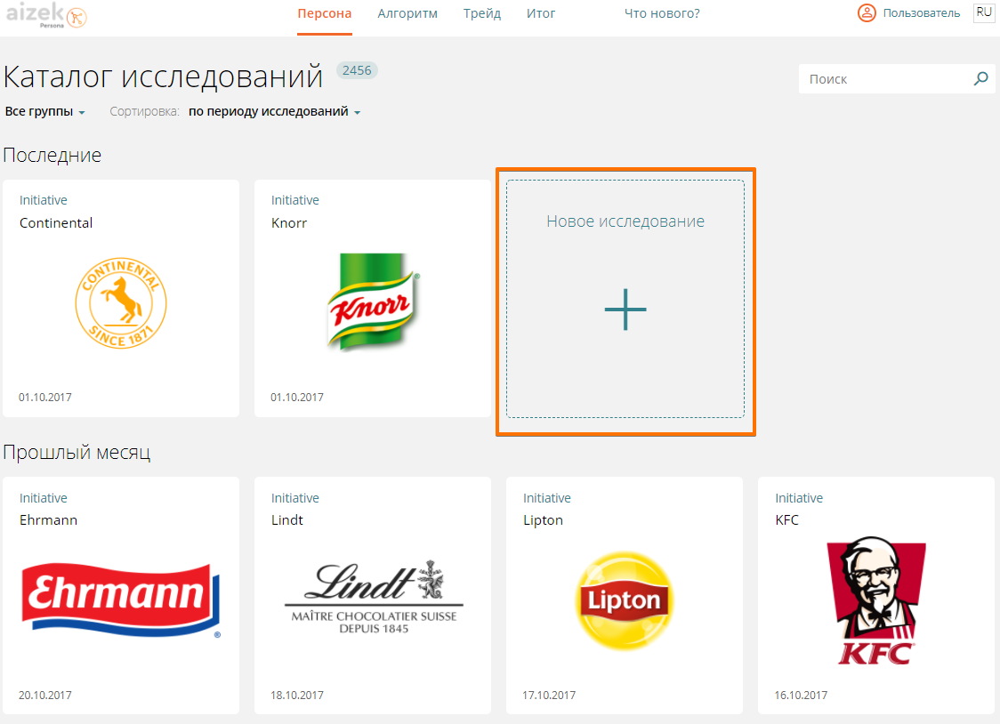 aizek
Persona
Персона Алгоритм Трейд Итог Что нового? Пользователь RU
Каталог исследований 2456
Поиск
Все группы Сортировка: по периоду исследований
Последние
Initiative
Continental
CONTINENTAL
SINCE 1871
01.10.2017
Initiative
Knorr
Knorr ®
01.10.2017
Новое исследование
Прошлый месяц
Initiative
Ehrmann
Ehrmann ®
20.10.2017
Initiative
Lindt
Lindt
MAÎTRE CHOCOLATIER SUISSE
DEPUIS 1845
18.10.2017
Initiative
Lipton
Lipton
17.10.2017
Initiative
KFC
KFC
16.10.2017